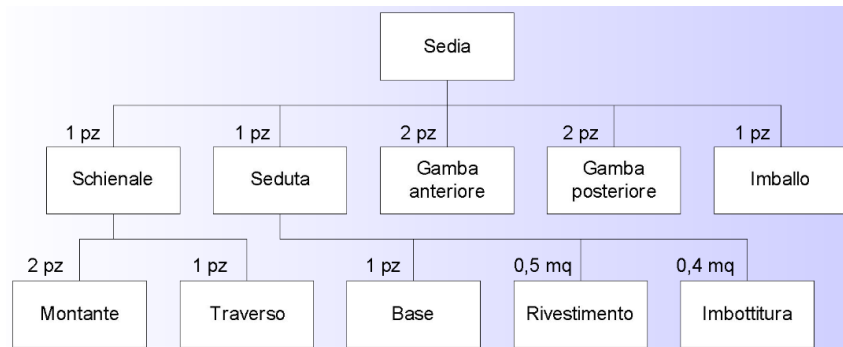 Sedia
1 pz
1 pz
2 pz
2 pz
1 pz
Schienale
Seduta
Gamba
anteriore
Gamba
posteriore
Imballo
2 pz
1 pz
1 pz
0,5 mq
0,4 mq
Montante
Traverso
Base
Rivestimento
Imbottitura